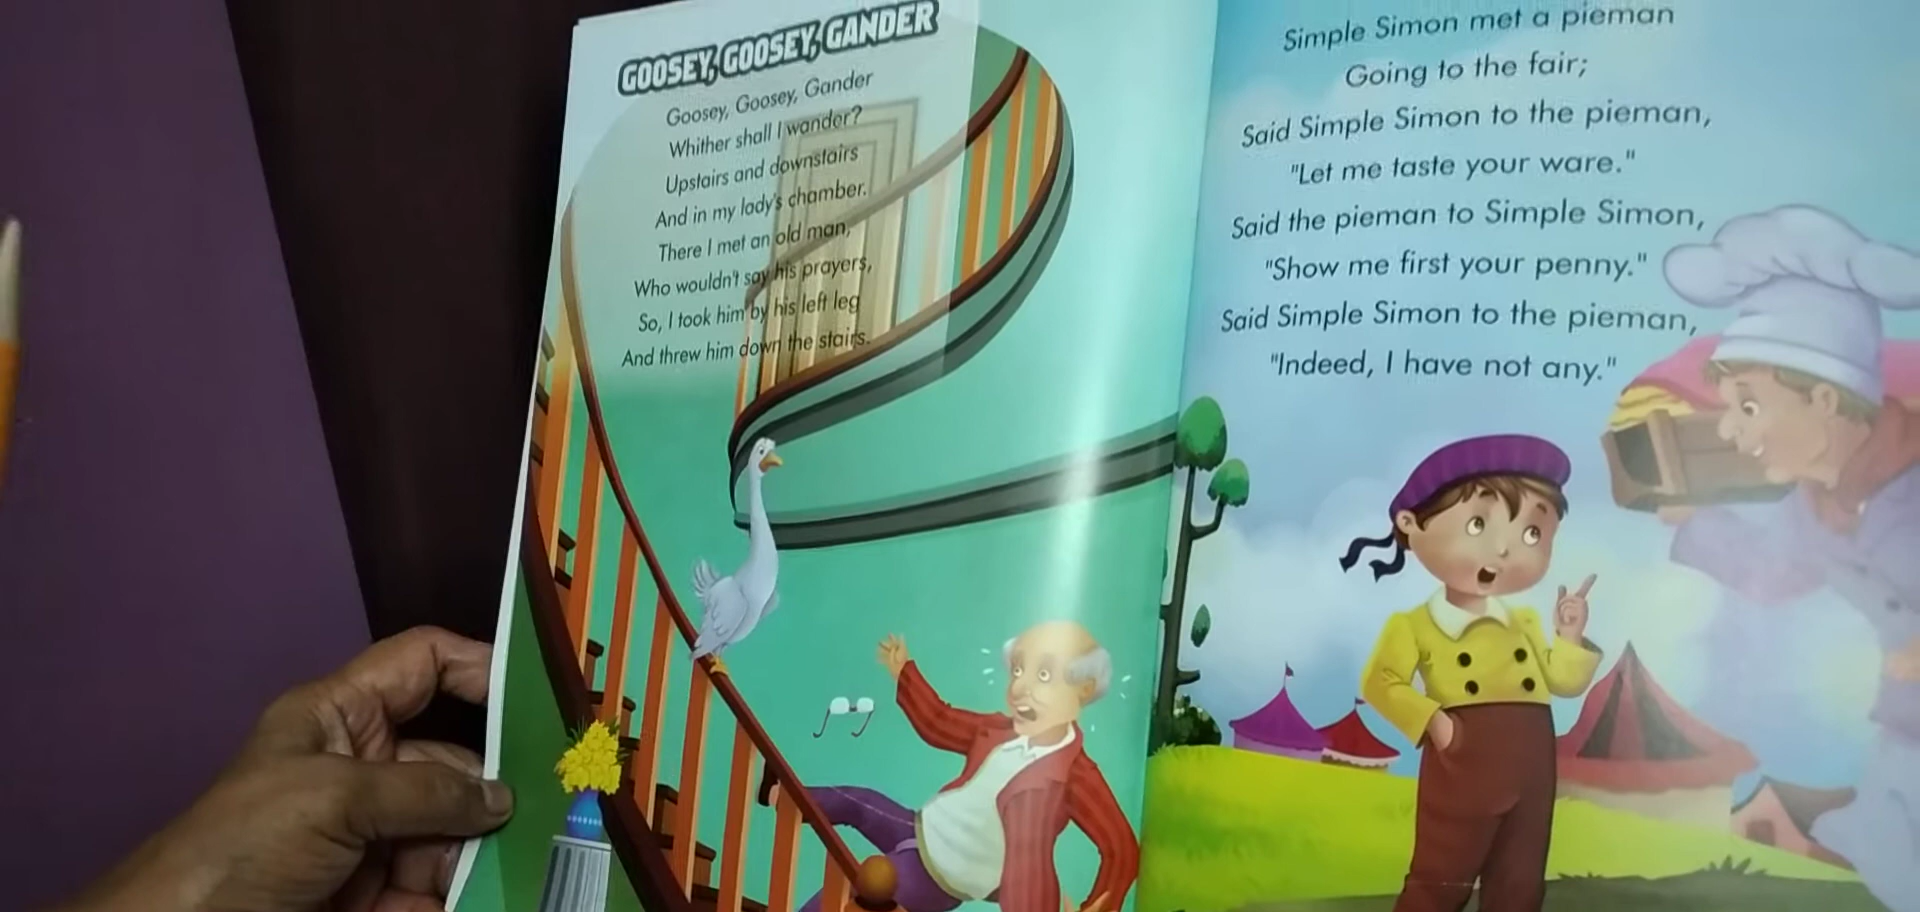 GOOSEY, GOOSEY, GANDER
Goosey, Goosey, Gander
Whither shall I wander?
Upstairs and downstairs
And in my lady's chamber.
There I met an old man,
Who wouldn't say his prayers,
So, I took him by his left leg
And threw him down the stairs.
Simple Simon met a pieman
Going to the fair;
Said Simple Simon to the pieman,
"Let me taste your ware."
Said the pieman to Simple Simon,
"Show me first your penny."
Said Simple Simon to the pieman,
"Indeed, I have not any."